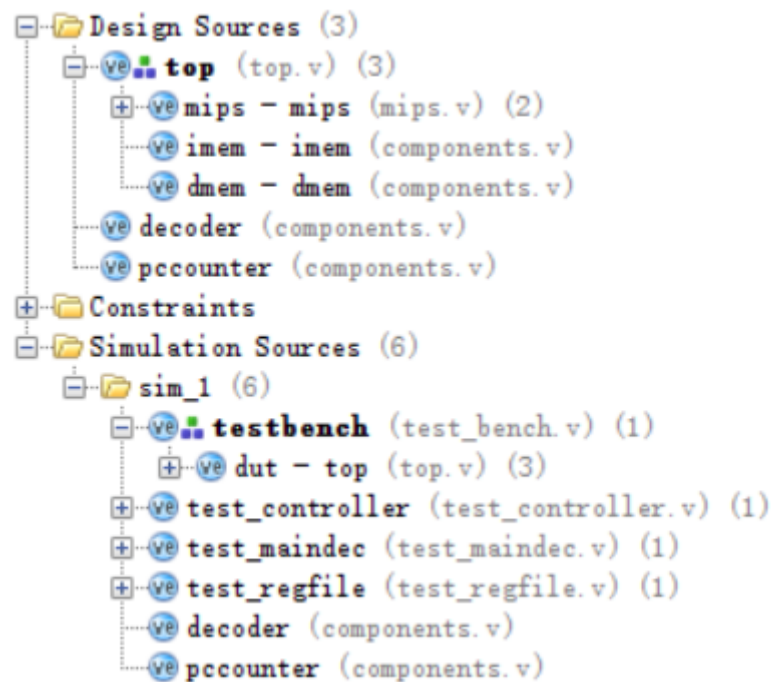 Design Sources (3)
top (top.v) (3)
mips - mips (mips.v) (2)
imem - imem (components.v)
dmem - dmem (components.v)
decoder (components.v)
pccounter (components.v)
Constraints
Simulation Sources (6)
sim_1 (6)
testbench (test_bench.v) (1)
dut - top (top.v) (3)
test_controller (test_controller.v) (1)
test_maindec (test_maindec.v) (1)
test_regfile (test_regfile.v) (1)
decoder (components.v)
pccounter (components.v)